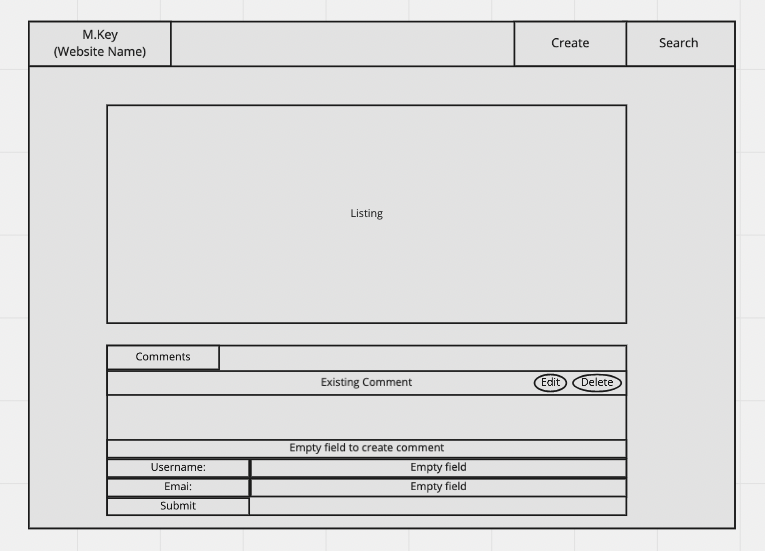 M.Key
(Website Name)
Create
Search
Listing
Comments
Existing Comment
Edit
Delete
Empty field to create comment
Username:
Empty field
Emai:
Empty field
Submit